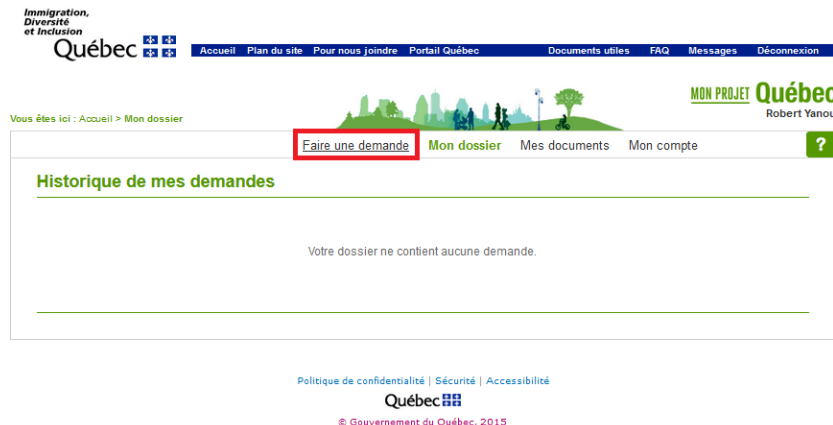 Immigration,
Diversité
et Inclusion
Québec
Accueil Plan du site Pour nous joindre Portail Québec Documents utiles FAQ Messages Déconnexion
MON PROJET Québec
Vous êtes ici : Accueil > Mon dossier
Robert Yanou
Faire une demande Mon dossier Mes documents Mon compte ?
Historique de mes demandes
Votre dossier ne contient aucune demande.
Politique de confidentialité | Sécurité | Accessibilité
Québec
© Gouvernement du Québec, 2015